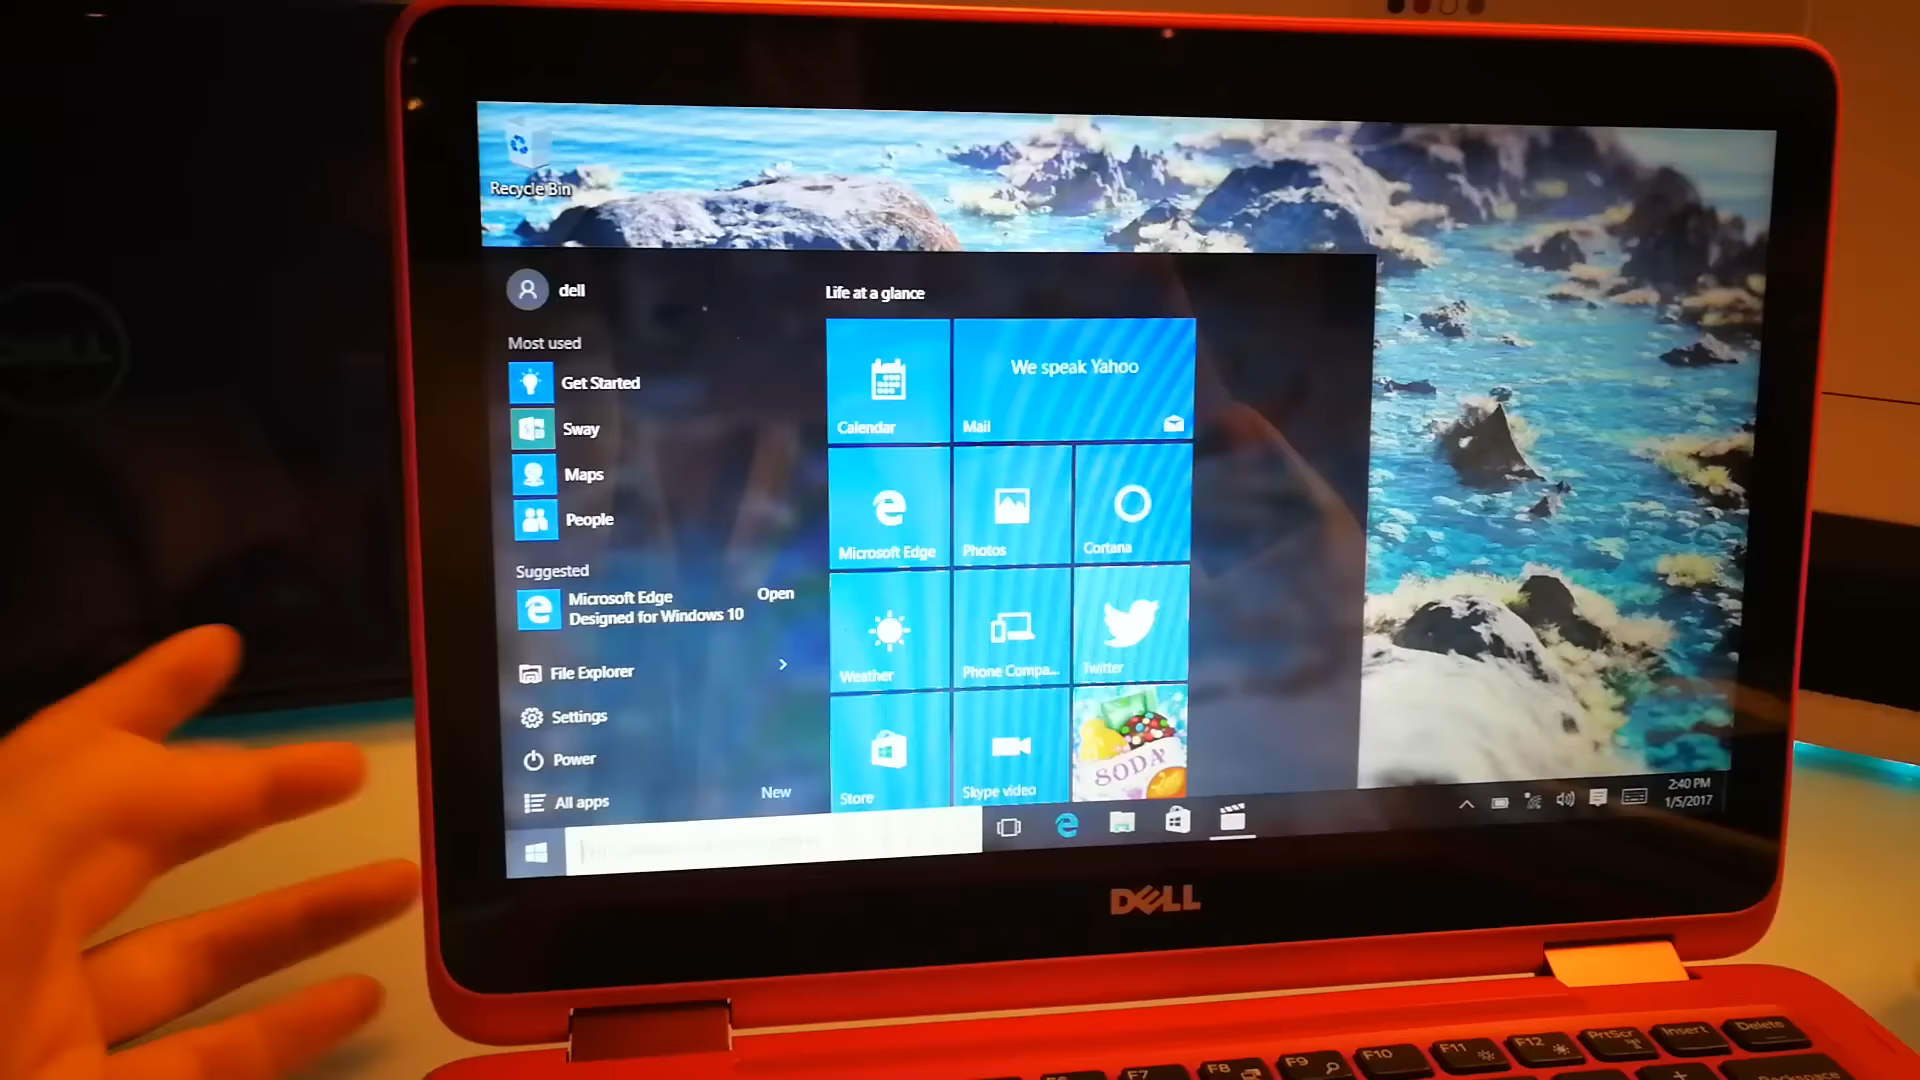 Recycle Bin
dell
Most used
Get Started
Sway
Maps
People
Suggested
Microsoft Edge
Designed for Windows 10
Open
File Explorer
Settings
Power
All apps
New
Life at a glance
Calendar
We speak Yahoo
Mail
Microsoft Edge
Photos
Cortana
Weather
Phone Compa...
Twitter
Store
Skype video
SODA
2:40 PM
1/5/2017
DELL
F7
F8
F9
F10
F11
F12
PrtScr
Insert
Delete
Backspace